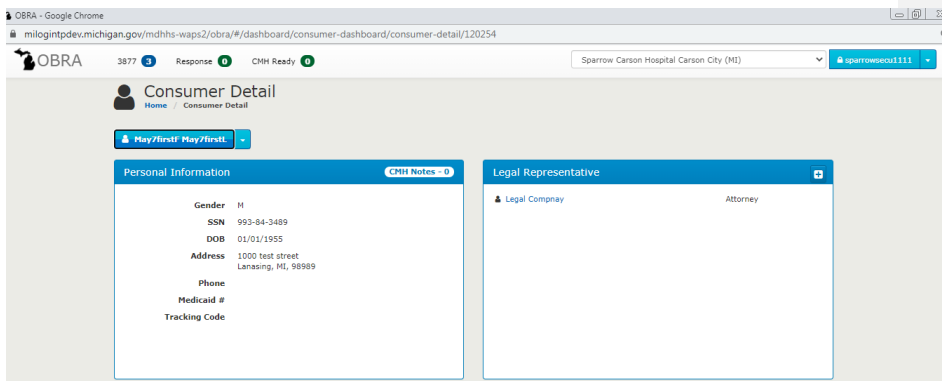 OBRA - Google Chrome
milogintpdev.michigan.gov/mdhhs-waps2/obra/#/dashboard/consumer-dashboard/consumer-detail/120254
OBRA 3877 3 Response 0 CMH Ready 0 Sparrow Carson Hospital Carson City (MI) sparrowsecu1111
Consumer Detail
Home / Consumer Detail
May7firstF May7firstL
Personal Information CMH Notes - 0
Gender M
SSN 993-84-3489
DOB 01/01/1955
Address 1000 test street
Lanasing, MI, 98989
Phone
Medicaid #
Tracking Code
Legal Representative
Legal Compnay Attorney